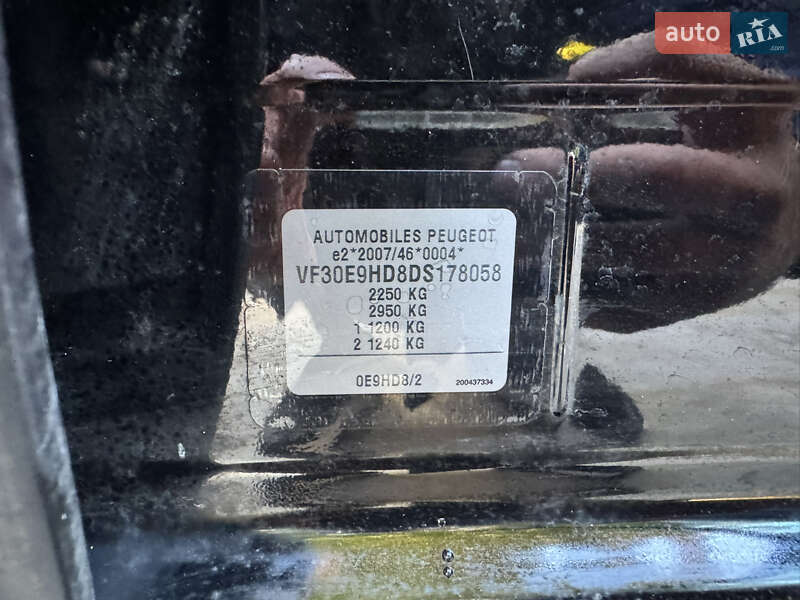 auto RIA
.com
AUTOMOBILES PEUGEOT
e2*2007/46*0004*
VF30E9HD8DS178058
2250 KG
2950 KG
1 1200 KG
2 1240 KG
0E9HD8/2 200437334